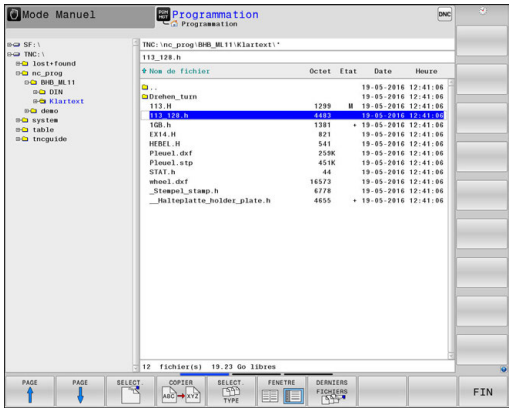 Mode Manuel
PGM
MGT
Programmation
Programmation
DNC
SF:\
TNC:\
lost+found
nc_prog
BHB_ML11
DIN
Klartext
demo
system
table
tncguide
TNC:\nc_prog\BHB_ML11\Klartext\*
113_128.h
Nom de fichier Octet Etat Date Heure
.. 19-05-2016 12:41:06
Drehen_turn 19-05-2016 12:41:06
113.H 1299 M 19-05-2016 12:41:06
113_128.h 4483 19-05-2016 12:41:06
1GB.h 1381 + 19-05-2016 12:41:06
EX14.H 821 19-05-2016 12:41:06
HEBEL.H 541 19-05-2016 12:41:06
Pleuel.dxf 259K 19-05-2016 12:41:06
Pleuel.stp 451K 19-05-2016 12:41:06
STAT.h 44 19-05-2016 12:41:06
wheel.dxf 16573 19-05-2016 12:41:06
_Stempel_stamp.h 6778 19-05-2016 12:41:06
__Halteplatte_holder_plate.h 4655 + 19-05-2016 12:41:06
12 fichier(s) 19.23 Go libres
PAGE
PAGE
SELECT.
COPIER
ABC XYZ
SELECT.
TYPE
FENETRE
DERNIERS
FICHIERS
FIN